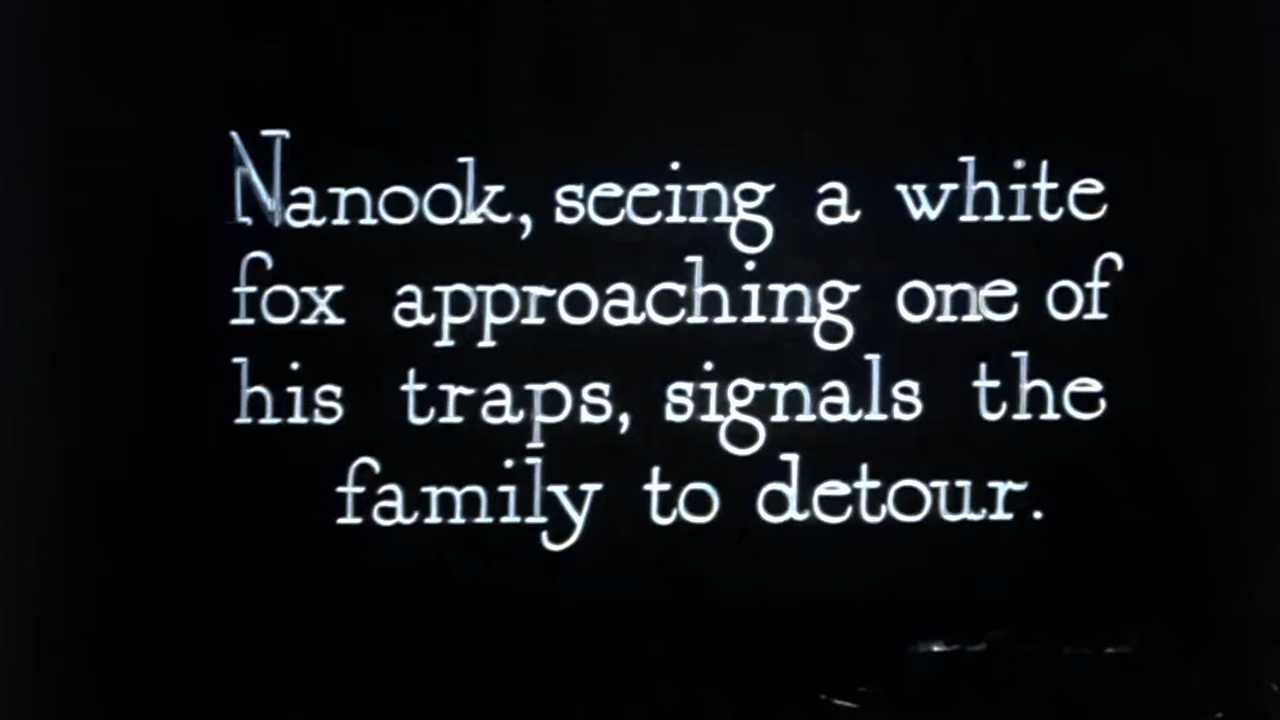 Nanook, seeing a white
fox approaching one of
his traps, signals the
family to detour.